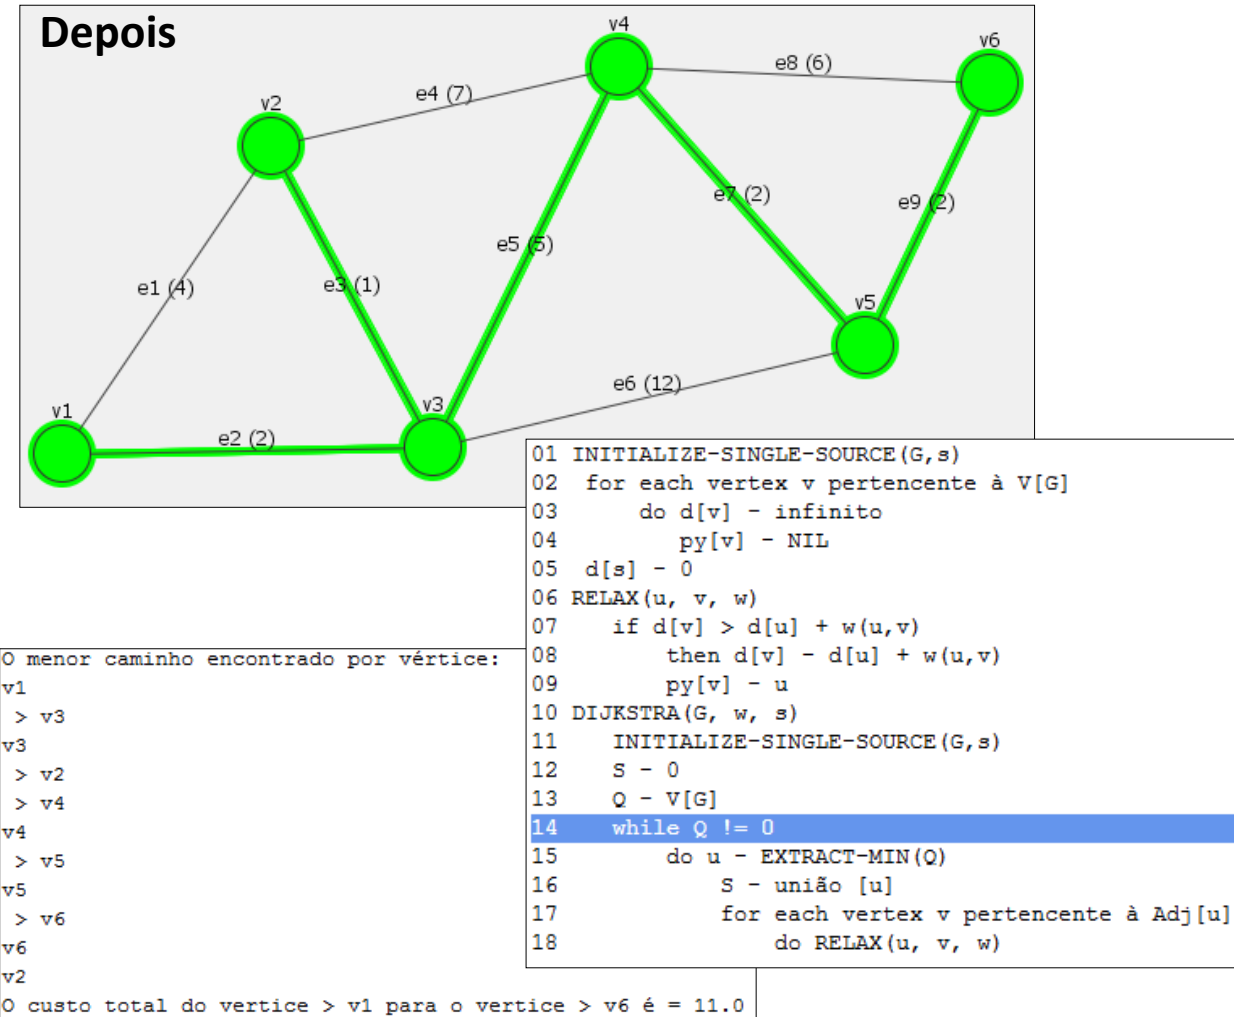 Depois
v4
v6
e8 (6)
v2
e4 (7)
e7 (2)
e9 (2)
e5 (5)
e1 (4)
e3 (1)
v5
e6 (12)
v1
v3
e2 (2)
01 INITIALIZE-SINGLE-SOURCE(G,s)
02 for each vertex v pertencente à V[G]
03 do d[v] - infinito
04 py[v] - NIL
05 d[s] - 0
06 RELAX(u, v, w)
07 if d[v] > d[u] + w(u,v)
08 then d[v] - d[u] + w(u,v)
09 py[v] - u
10 DIJKSTRA(G, w, s)
11 INITIALIZE-SINGLE-SOURCE(G,s)
12 S - 0
13 Q - V[G]
14 while Q != 0
15 do u - EXTRACT-MIN(Q)
16 S - união [u]
17 for each vertex v pertencente à Adj[u]
18 do RELAX(u, v, w)
O menor caminho encontrado por vértice:
v1
> v3
v3
> v2
> v4
v4
> v5
v5
> v6
v6
v2
O custo total do vertice > v1 para o vertice > v6 é = 11.0